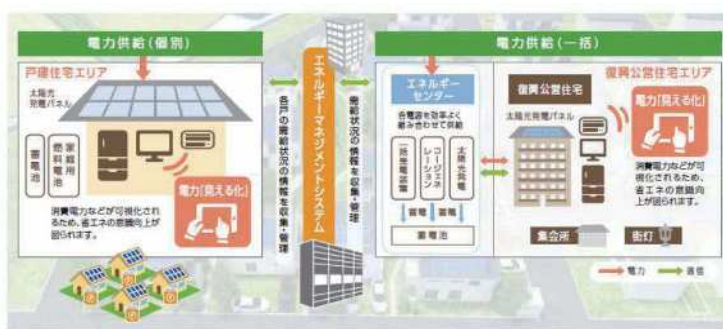 電力供給(個別)
戸建住宅エリア
太陽光
発電パネル
蓄電池
家庭用
燃料電池
電力「見える化」
消費電力などが可視化され
るため、省エネの意識向上が
図られます。
各戸の需給状況の情報を収集・管理
エネルギーマネジメントシステム
需給状況の情報を収集・管理
電力供給(一括)
エネルギー
センター
各電源を効率よく
組み合わせて供給
一括受電装置
コージェネ
レーション
太陽光発電
蓄電
蓄電
蓄電池
復興公営住宅エリア
復興公営住宅
太陽光発電パネル
電力「見える化」
消費電力などが可視
化されるため、
省エネの意識向上が
図られます。
集会所
街灯
電力
通信